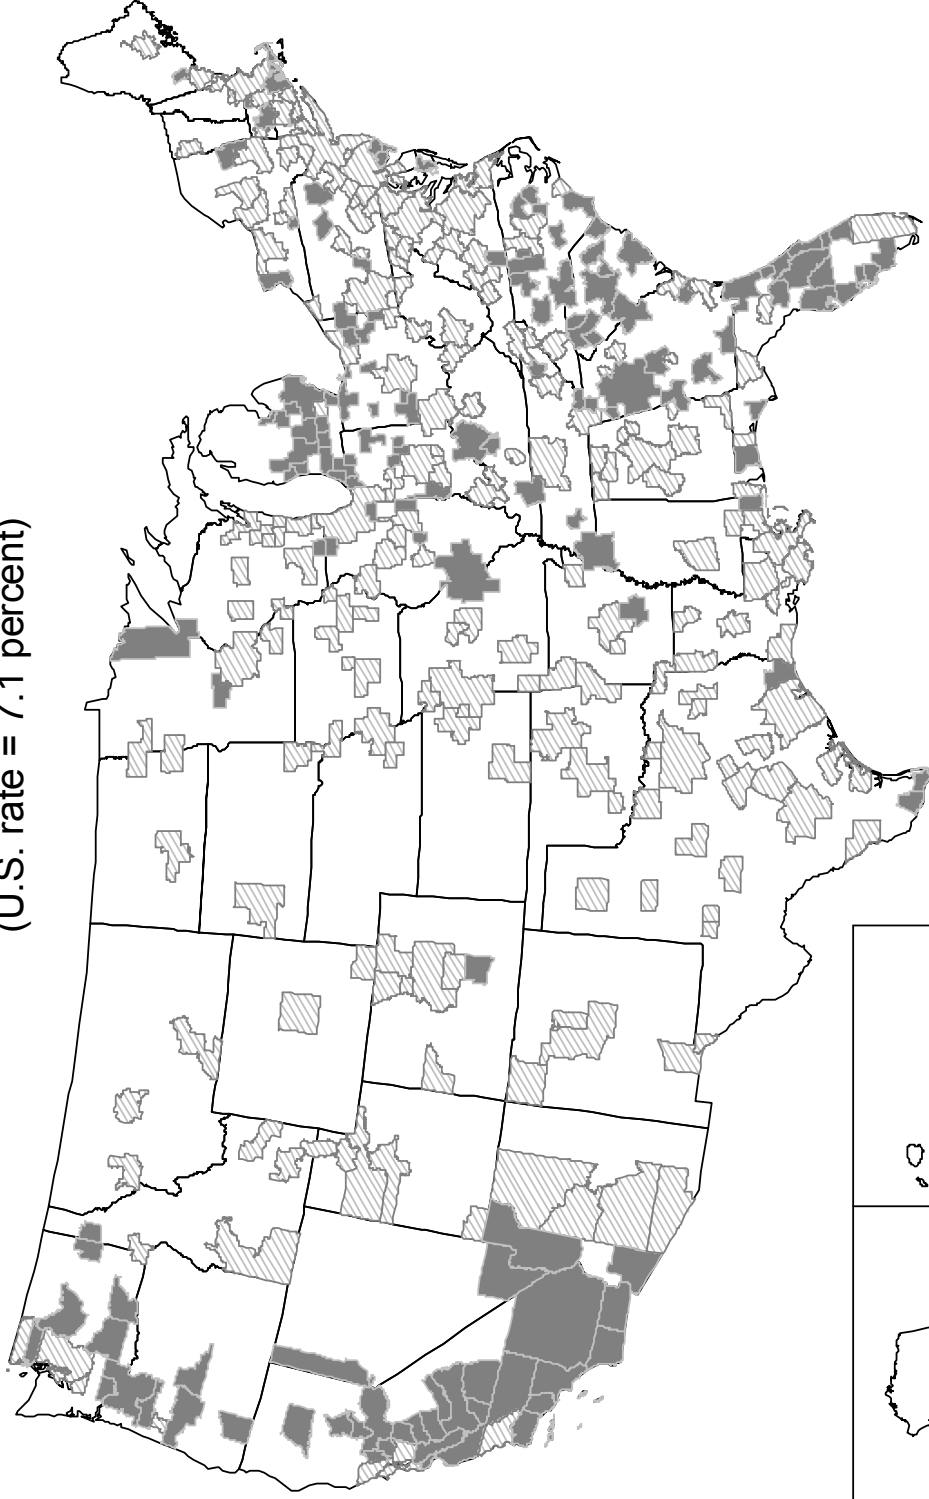 (U.S. rate = 7.1 percent)